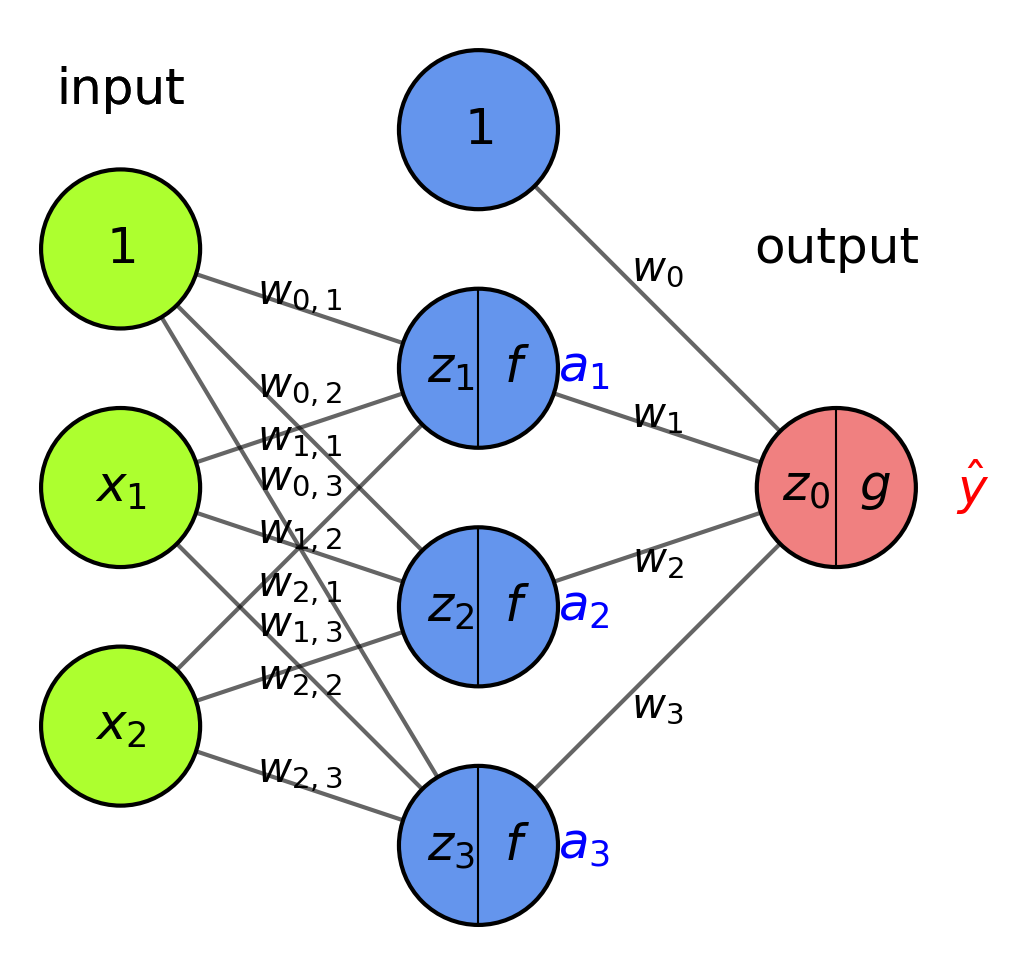 input
1
1
output
w_{0,1}
w_{0,2}
w_{1,1}
w_{0,3}
w_{1,2}
w_{2,1}
w_{1,3}
w_{2,2}
w_{2,3}
x_1
x_2
z_1 f a_1
z_2 f a_2
z_3 f a_3
w_0
w_1
w_2
w_3
z_0 g ŷ